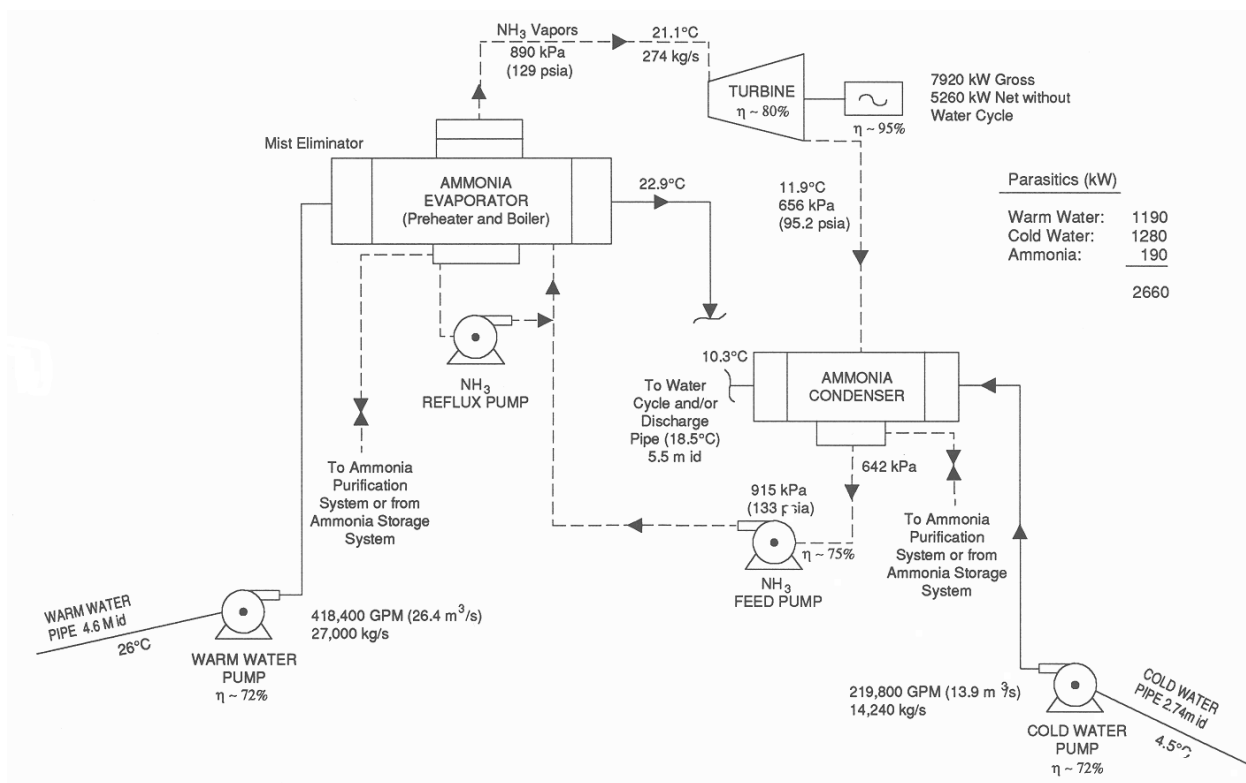 NH3 Vapors
890 kPa
(129 psia)
21.1°C
274 kg/s
TURBINE
η ~ 80%
η ~ 95%
7920 kW Gross
5260 kW Net without
Water Cycle
Mist Eliminator
AMMONIA
EVAPORATOR
(Preheater and Boiler)
22.9°C
11.9°C
656 kPa
(95.2 psia)
Parasitics (kW)
Warm Water: 1190
Cold Water: 1280
Ammonia: 190
2660
NH3
REFLUX PUMP
10.3°C
To Water
Cycle and/or
Discharge
Pipe (18.5°C)
5.5 m id
AMMONIA
CONDENSER
642 kPa
To Ammonia
Purification
System or from
Ammonia Storage
System
915 kPa
(133 psia)
η ~ 75%
NH3
FEED PUMP
To Ammonia
Purification
System or from
Ammonia Storage
System
WARM WATER
PIPE 4.6 M id
26°C
WARM WATER
PUMP
η ~ 72%
418,400 GPM (26.4 m3/s)
27,000 kg/s
219,800 GPM (13.9 m3/s)
14,240 kg/s
COLD WATER
PIPE 2.74m id
4.5°C
COLD WATER
PUMP
η ~ 72%